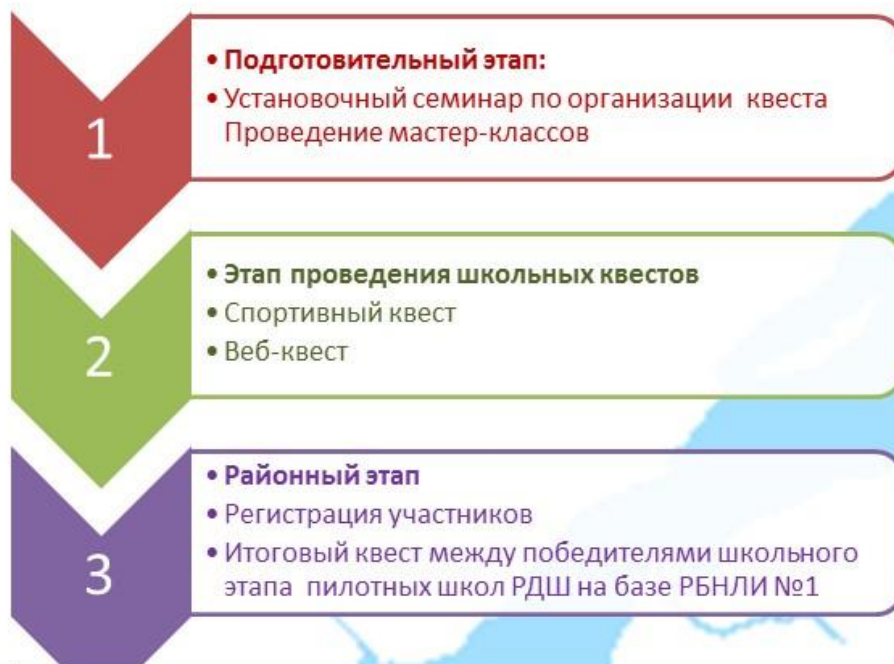 1
• Подготовительный этап:
• Установочный семинар по организации квеста
Проведение мастер-классов
2
• Этап проведения школьных квестов
• Спортивный квест
• Веб-квест
3
• Районный этап
• Регистрация участников
• Итоговый квест между победителями школьного
этапа пилотных школ РДШ на базе РБНЛИ №1